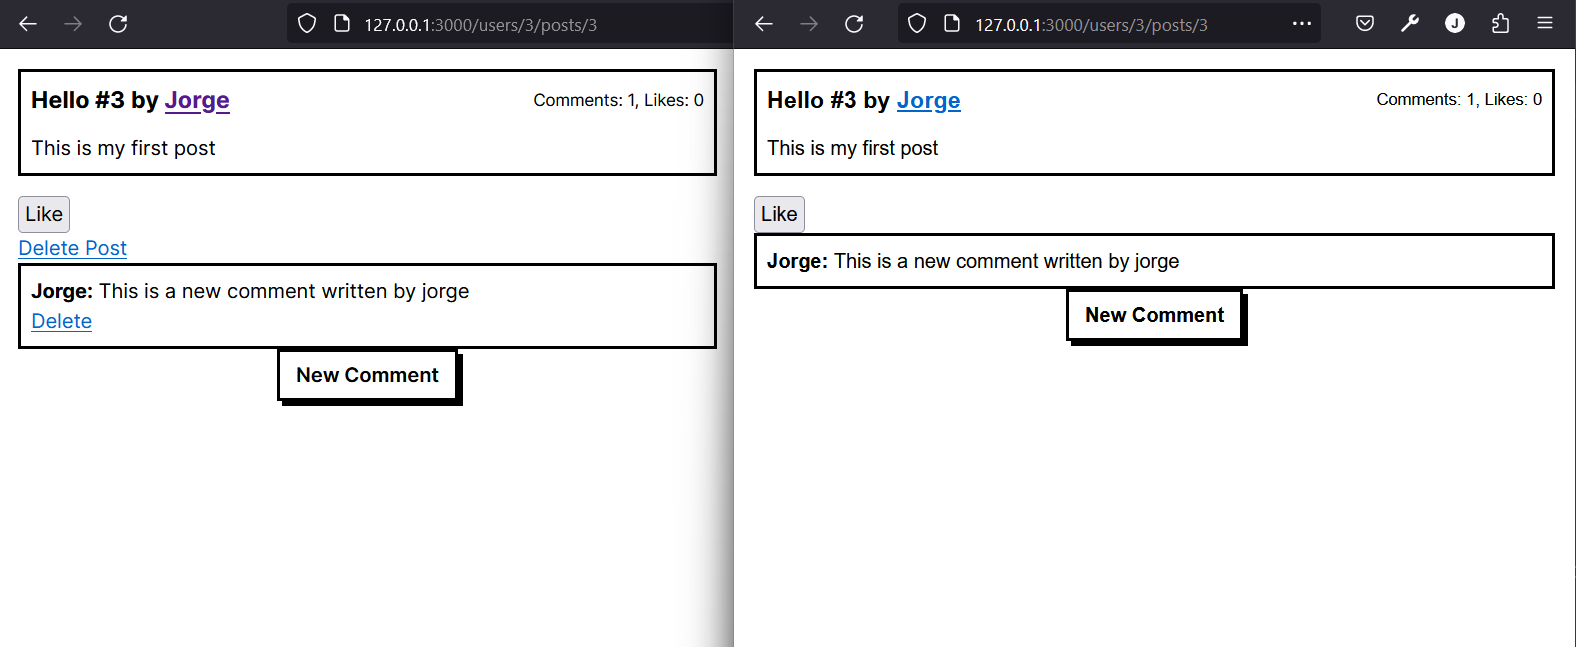 127.0.0.1:3000/users/3/posts/3
Hello #3 by Jorge
Comments: 1, Likes: 0
This is my first post
Like
Delete Post
Jorge: This is a new comment written by jorge
Delete
New Comment
127.0.0.1:3000/users/3/posts/3
J
Hello #3 by Jorge
Comments: 1, Likes: 0
This is my first post
Like
Jorge: This is a new comment written by jorge
New Comment